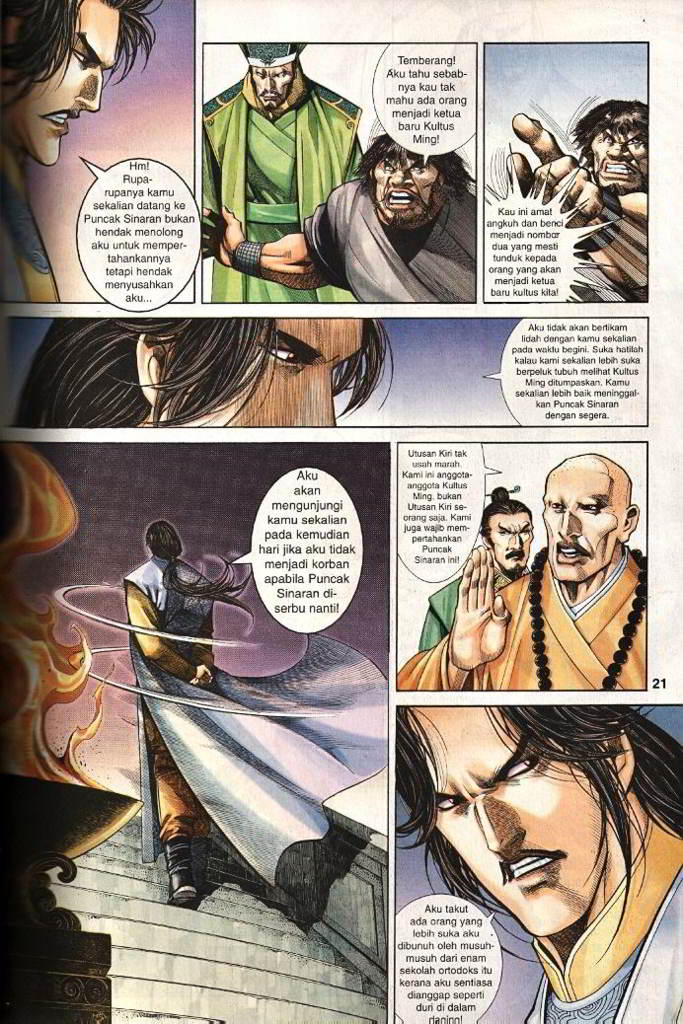 Hm!
Rupa-
rupanya kamu
sekalian datang ke
Puncak Sinaran bukan
hendak menolong
aku untuk memper-
tahankannya
tetapi hendak
menyusahkan
aku...
Temberang!
Aku tahu sebab-
nya kau tak
mahu ada orang
menjadi ketua
baru Kultus
Ming!
Kau ini amat
angkuh dan benci
menjadi nombor
dua yang mesti
tunduk kepada
orang yang akan
menjadi ketua
baru kultus kita!
Aku tidak akan bertikam
lidah dengan kamu sekalian
pada waktu begini. Suka hatilah
kalau kamu sekalian lebih suka
berpeluk tubuh melihat Kultus
Ming ditumpaskan. Kamu
sekalian lebih baik meninggal-
kan Puncak Sinaran
dengan segera.
Aku
akan
mengunjungi
kamu sekalian
pada kemudian
hari jika aku tidak
menjadi korban
apabila Puncak
Sinaran di-
serbu nanti!
Utusan Kiri tak
usah marah.
Kami ini anggota-
anggota Kultus
Ming, bukan
Utusan Kiri se-
orang saja. Kami
juga wajib mem-
pertahankan
Puncak
Sinaran ini!
21
Aku takut
ada orang yang
lebih suka aku
dibunuh oleh musuh-
musuh dari enam
sekolah ortodoks itu
kerana aku sentiasa
dianggap seperti
duri di dalam
daging!